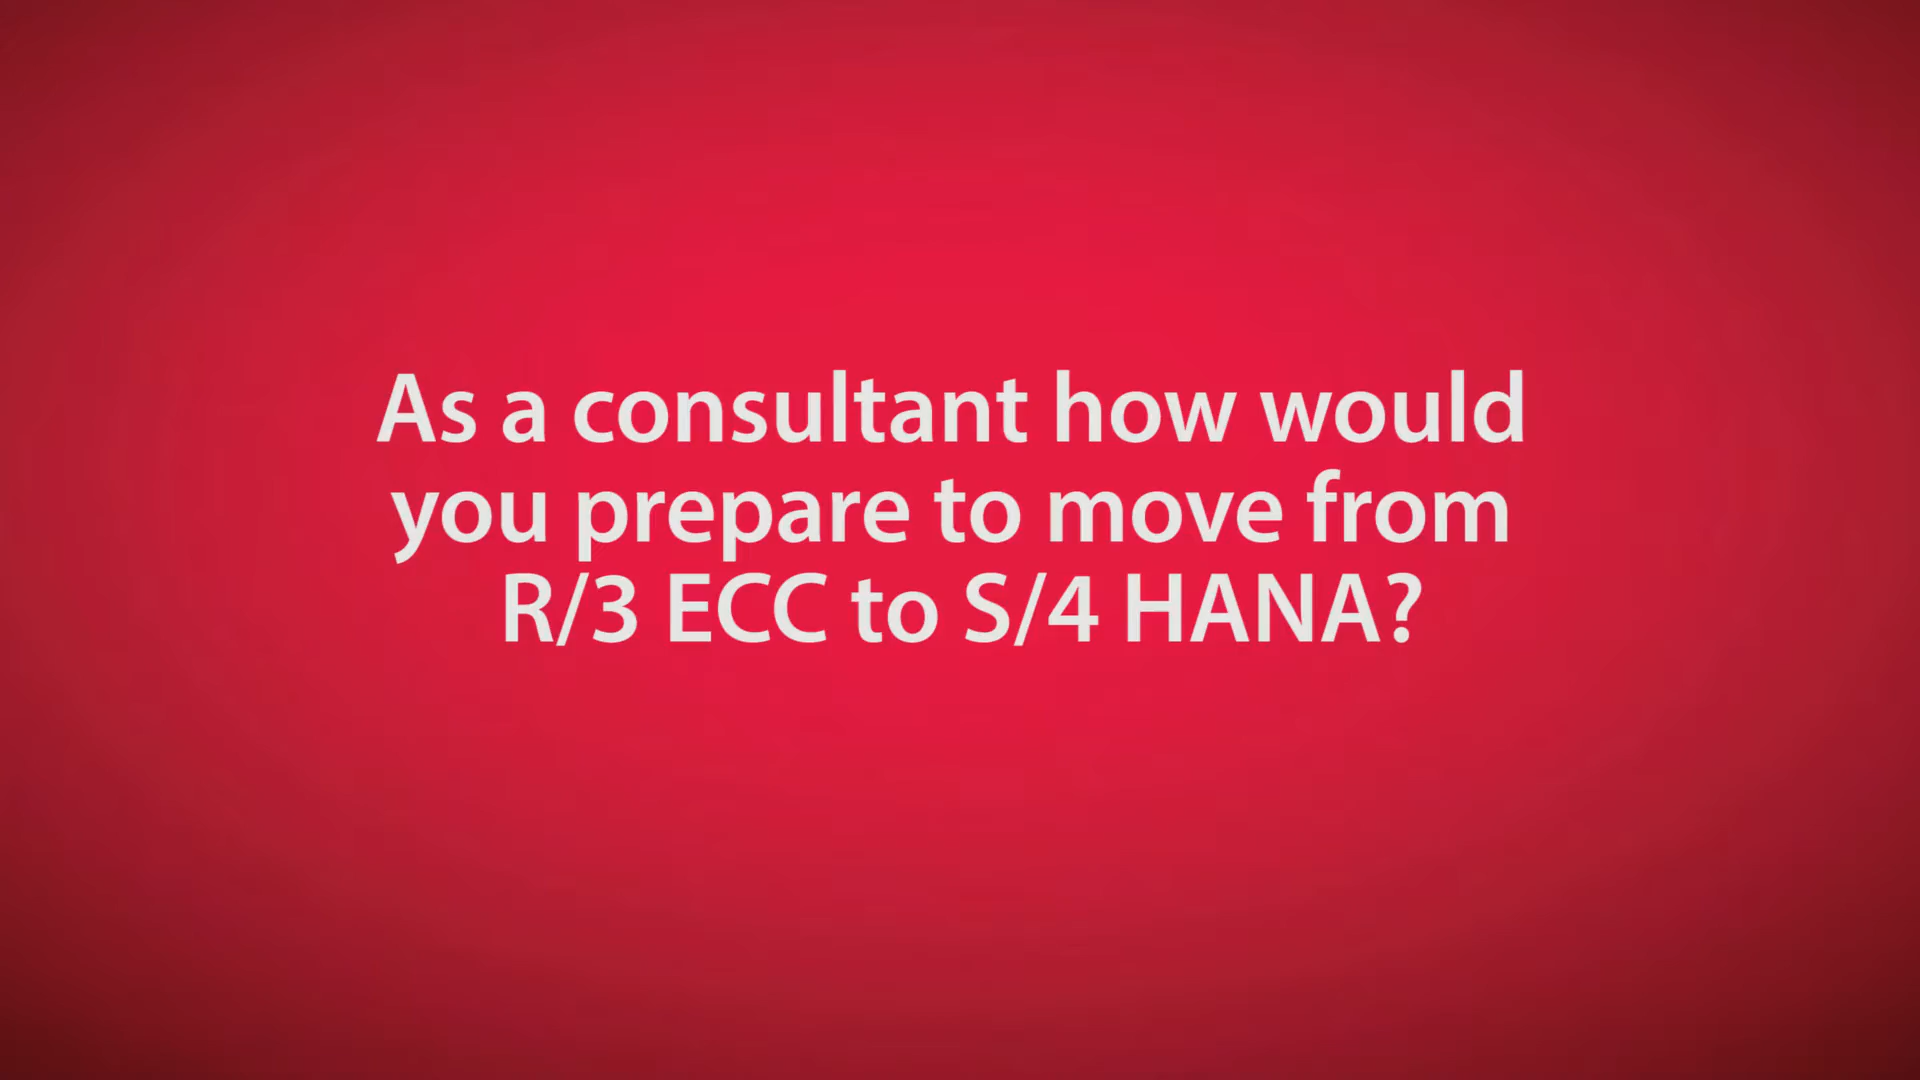 As a consultant how would
you prepare to move from
R/3 ECC to S/4 HANA?